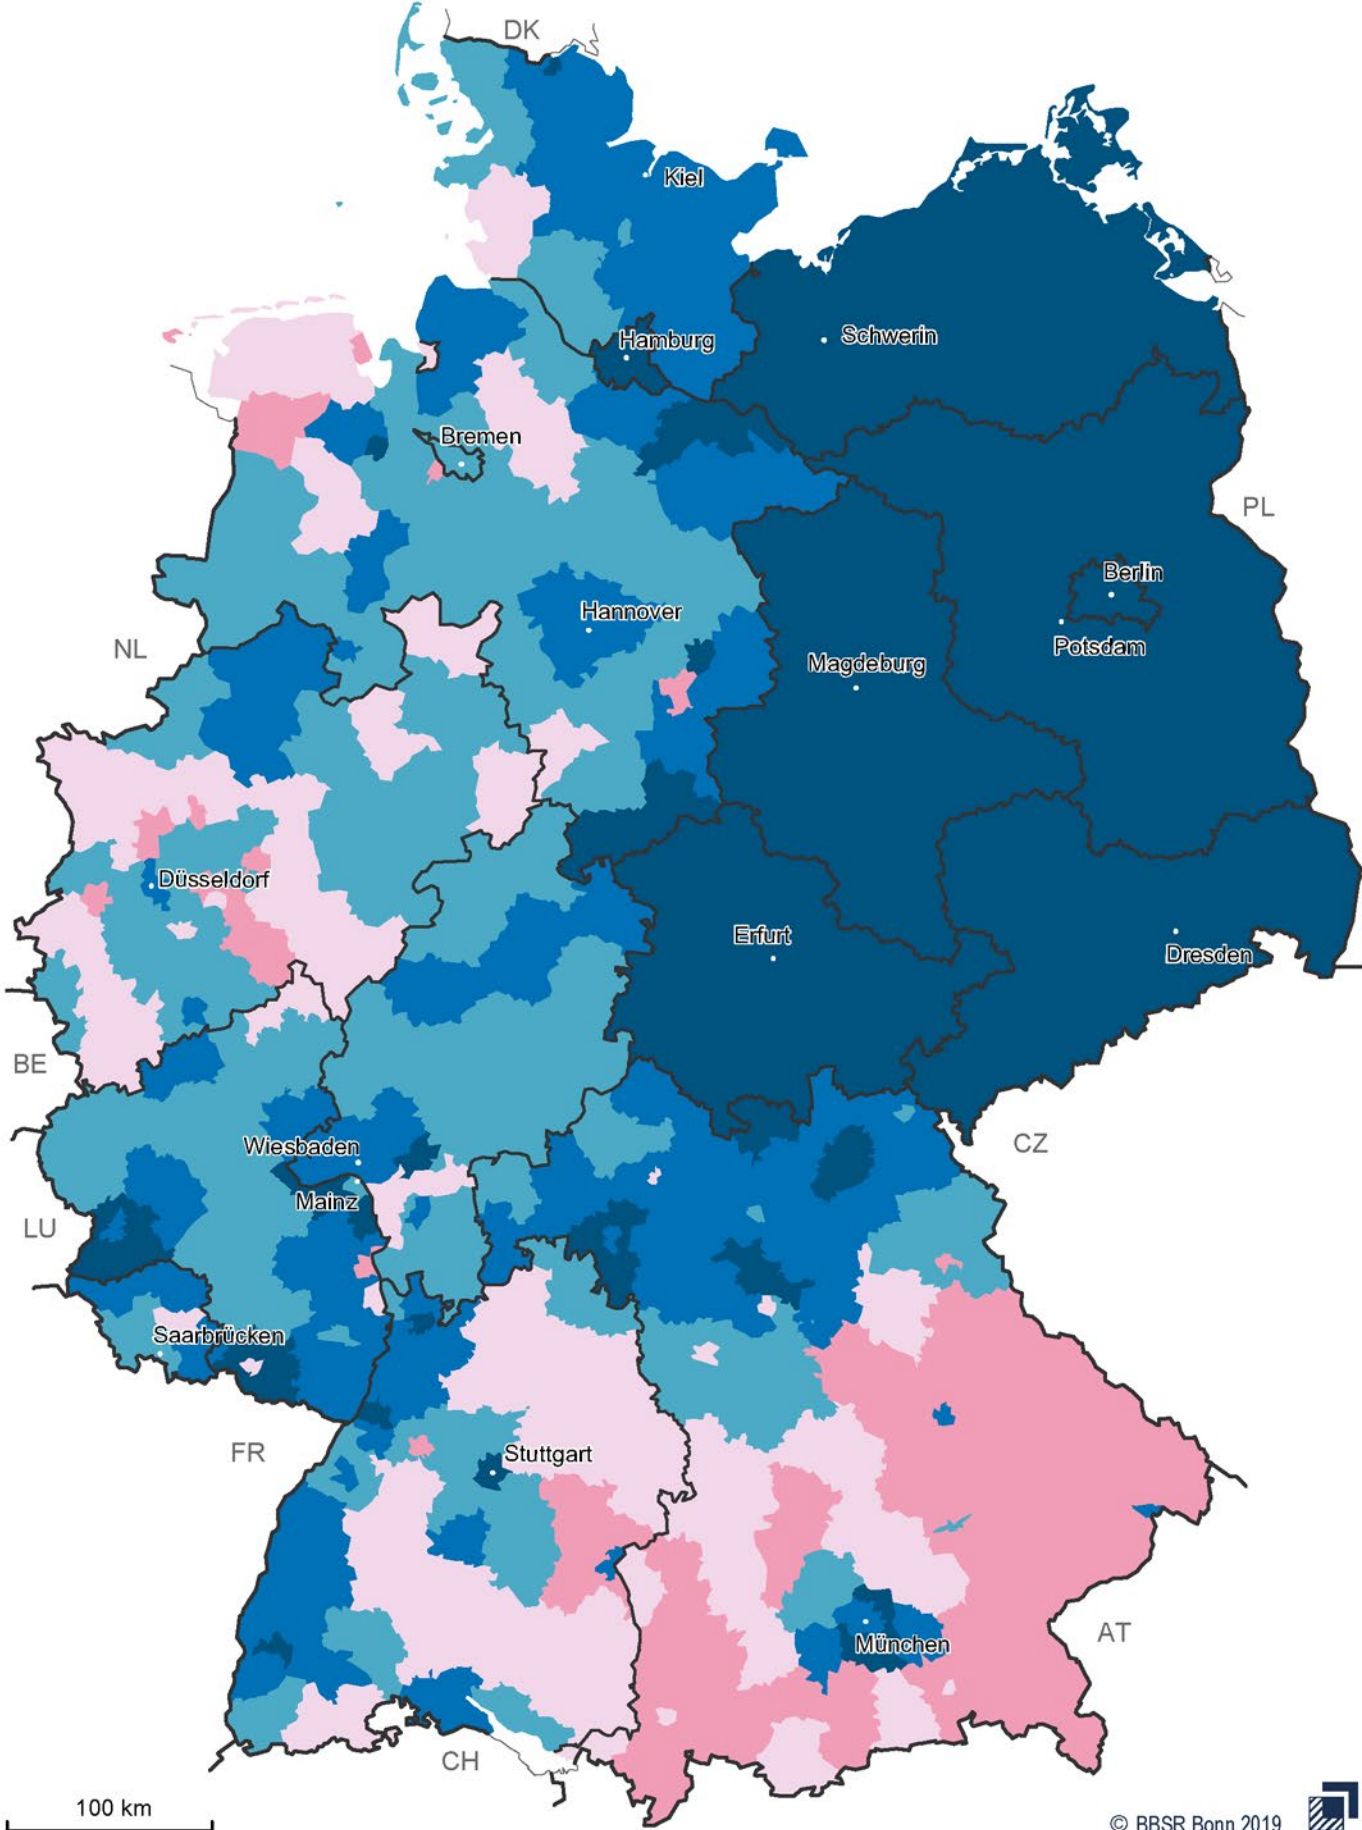 DK
Kiel
Hamburg
Schwerin
Bremen
PL
Berlin
Hannover
Potsdam
NL
Magdeburg
Düsseldorf
Erfurt
Dresden
BE
CZ
Wiesbaden
Mainz
LU
Saarbrücken
FR
Stuttgart
München
AT
CH
100 km
© BBSR Bonn 2019